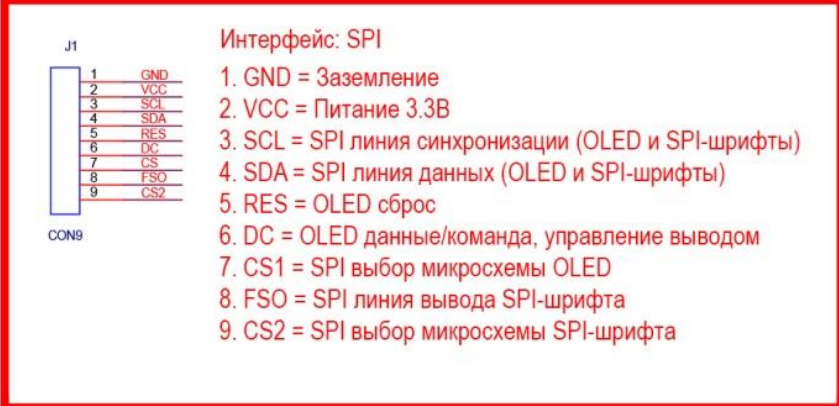 J1
1 GND
2 VCC
3 SCL
4 SDA
5 RES
6 DC
7 CS
8 FSO
9 CS2
CON9
Интерфейс: SPI
1. GND = Заземление
2. VCC = Питание 3.3В
3. SCL = SPI линия синхронизации (OLED и SPI-шрифты)
4. SDA = SPI линия данных (OLED и SPI-шрифты)
5. RES = OLED сброс
6. DC = OLED данные/команда, управление выводом
7. CS1 = SPI выбор микросхемы OLED
8. FSO = SPI линия вывода SPI-шрифта
9. CS2 = SPI выбор микросхемы SPI-шрифта